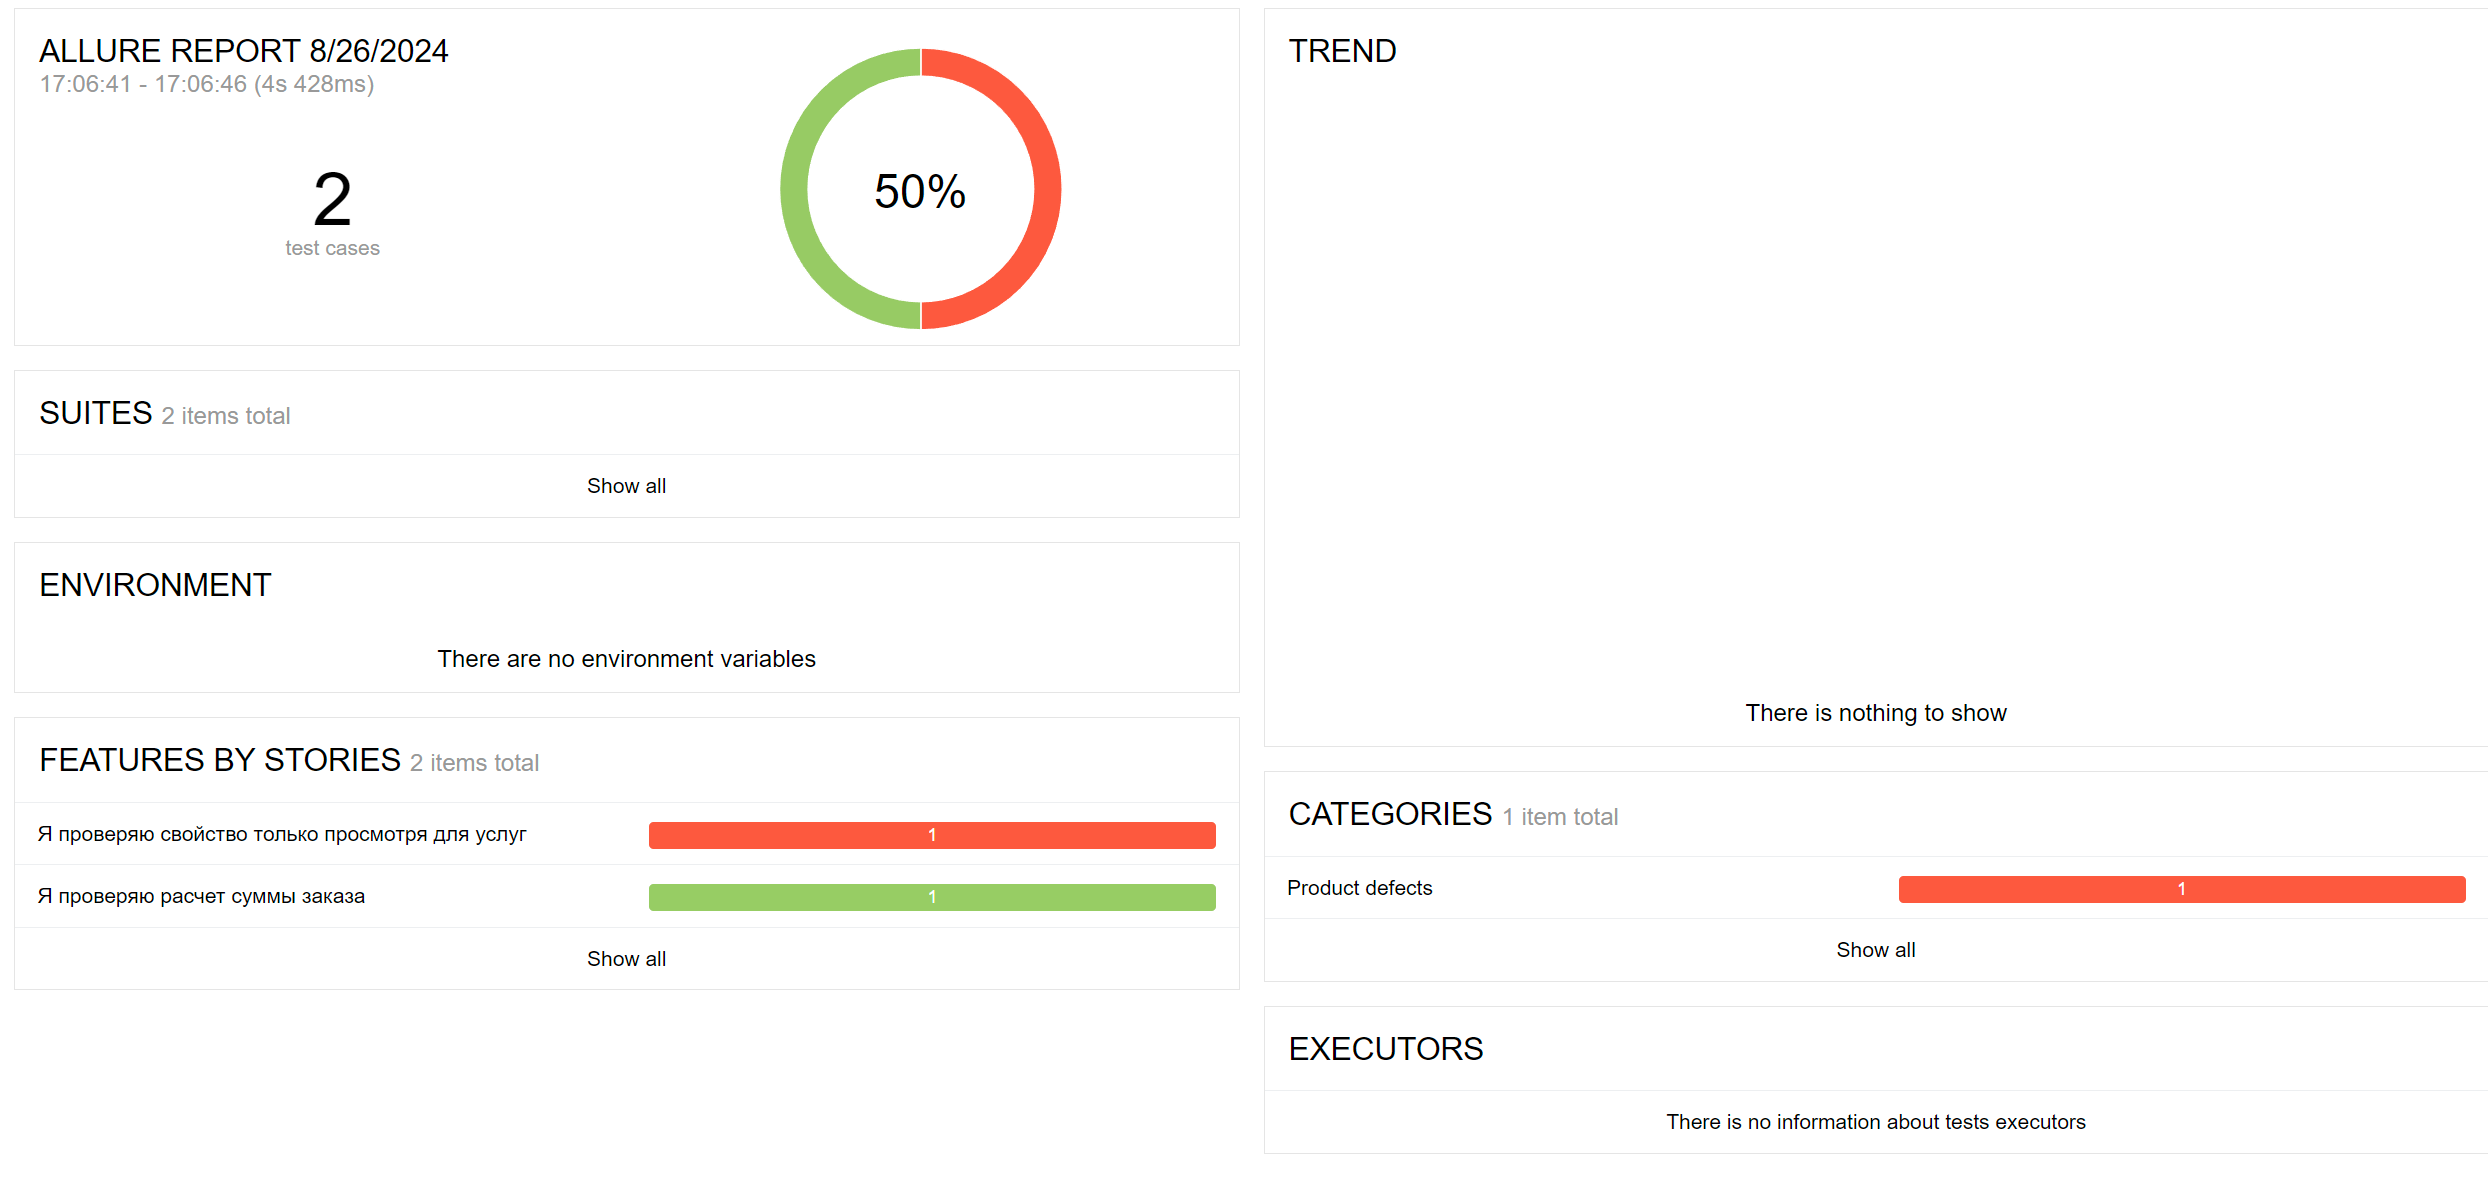 ALLURE REPORT 8/26/2024
17:06:41 - 17:06:46 (4s 428ms)
2
test cases
50%
SUITES 2 items total
Show all
ENVIRONMENT
There are no environment variables
FEATURES BY STORIES 2 items total
Я проверяю свойство только просмотря для услуг 1
Я проверяю расчет суммы заказа 1
Show all
TREND
There is nothing to show
CATEGORIES 1 item total
Product defects 1
Show all
EXECUTORS
There is no information about tests executors